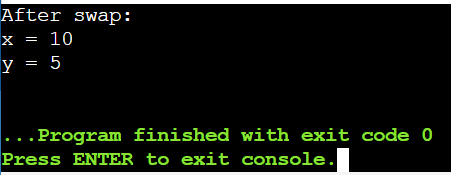 After swap:
x = 10
y = 5
...Program finished with exit code 0
Press ENTER to exit console.